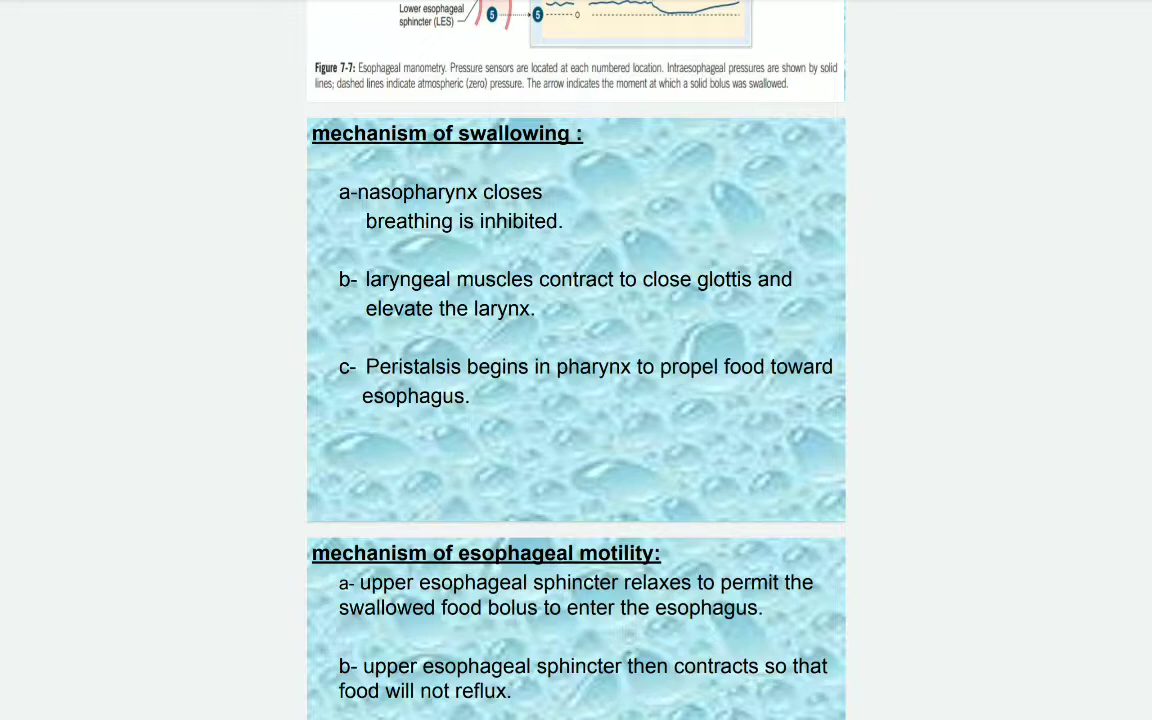 Lower esophageal
sphincter (LES)
5
5
0
Figure 7-7: Esophageal manometry. Pressure sensors are located at each numbered location. Intraesophageal pressures are shown by solid
lines; dashed lines indicate atmospheric (zero) pressure. The arrow indicates the moment at which a solid bolus was swallowed.
mechanism of swallowing :
a-nasopharynx closes
breathing is inhibited.
b- laryngeal muscles contract to close glottis and
elevate the larynx.
c- Peristalsis begins in pharynx to propel food toward
esophagus.
mechanism of esophageal motility:
a- upper esophageal sphincter relaxes to permit the
swallowed food bolus to enter the esophagus.
b- upper esophageal sphincter then contracts so that
food will not reflux.